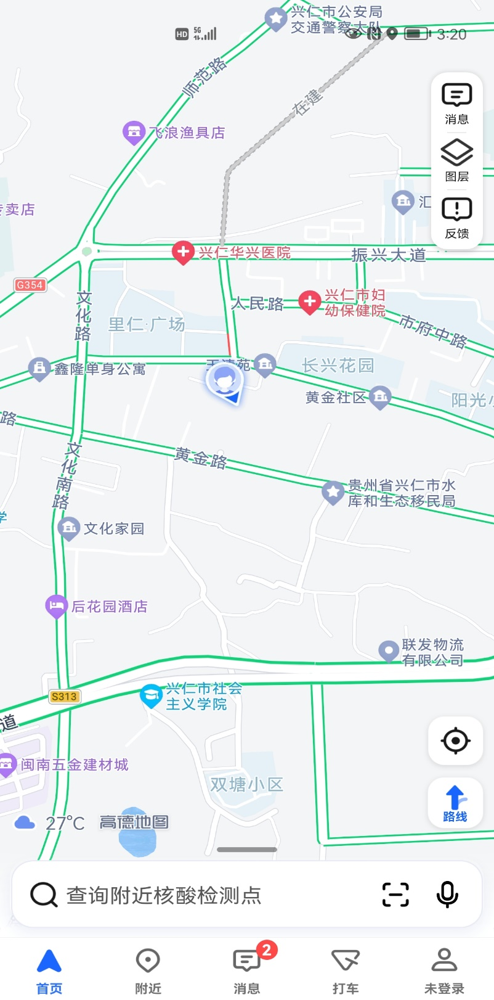 兴仁市公安局
交通警察大队
HD 5G 3:20
师范路
在建
消息
飞浪渔具店
图层
专卖店
汇
反馈
兴仁华兴医院
振兴大道
G354
文化路
人民路
兴仁市妇
幼保健院
里仁·广场
市府中路
玉清苑
鑫隆单身公寓
长兴花园
黄金社区
阳光小
路
文化南路
黄金路
贵州省兴仁市水
库和生态移民局
学
文化家园
后花园酒店
联发物流
有限公司
S313
兴仁市社会
主义学院
道
闽南五金建材城
双塘小区
27°C 高德地图
路线
查询附近核酸检测点
2
首页 附近 消息 打车 未登录